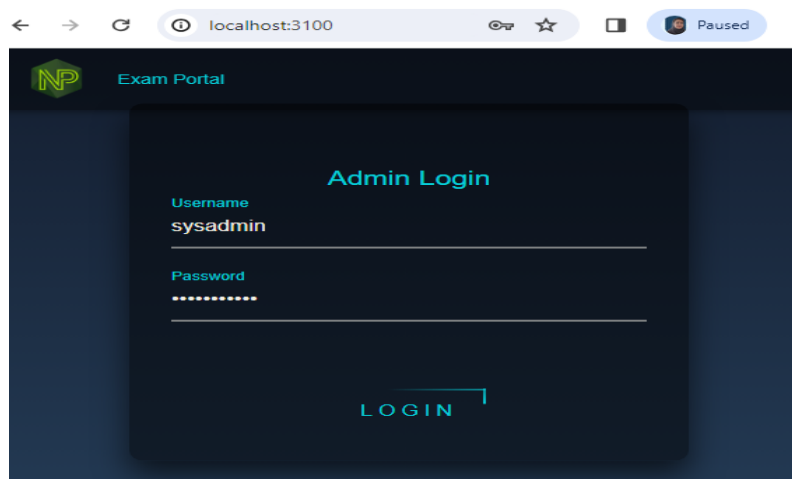 localhost:3100
Paused
NP
Exam Portal
Admin Login
Username
sysadmin
Password
•••••••••••
LOGIN